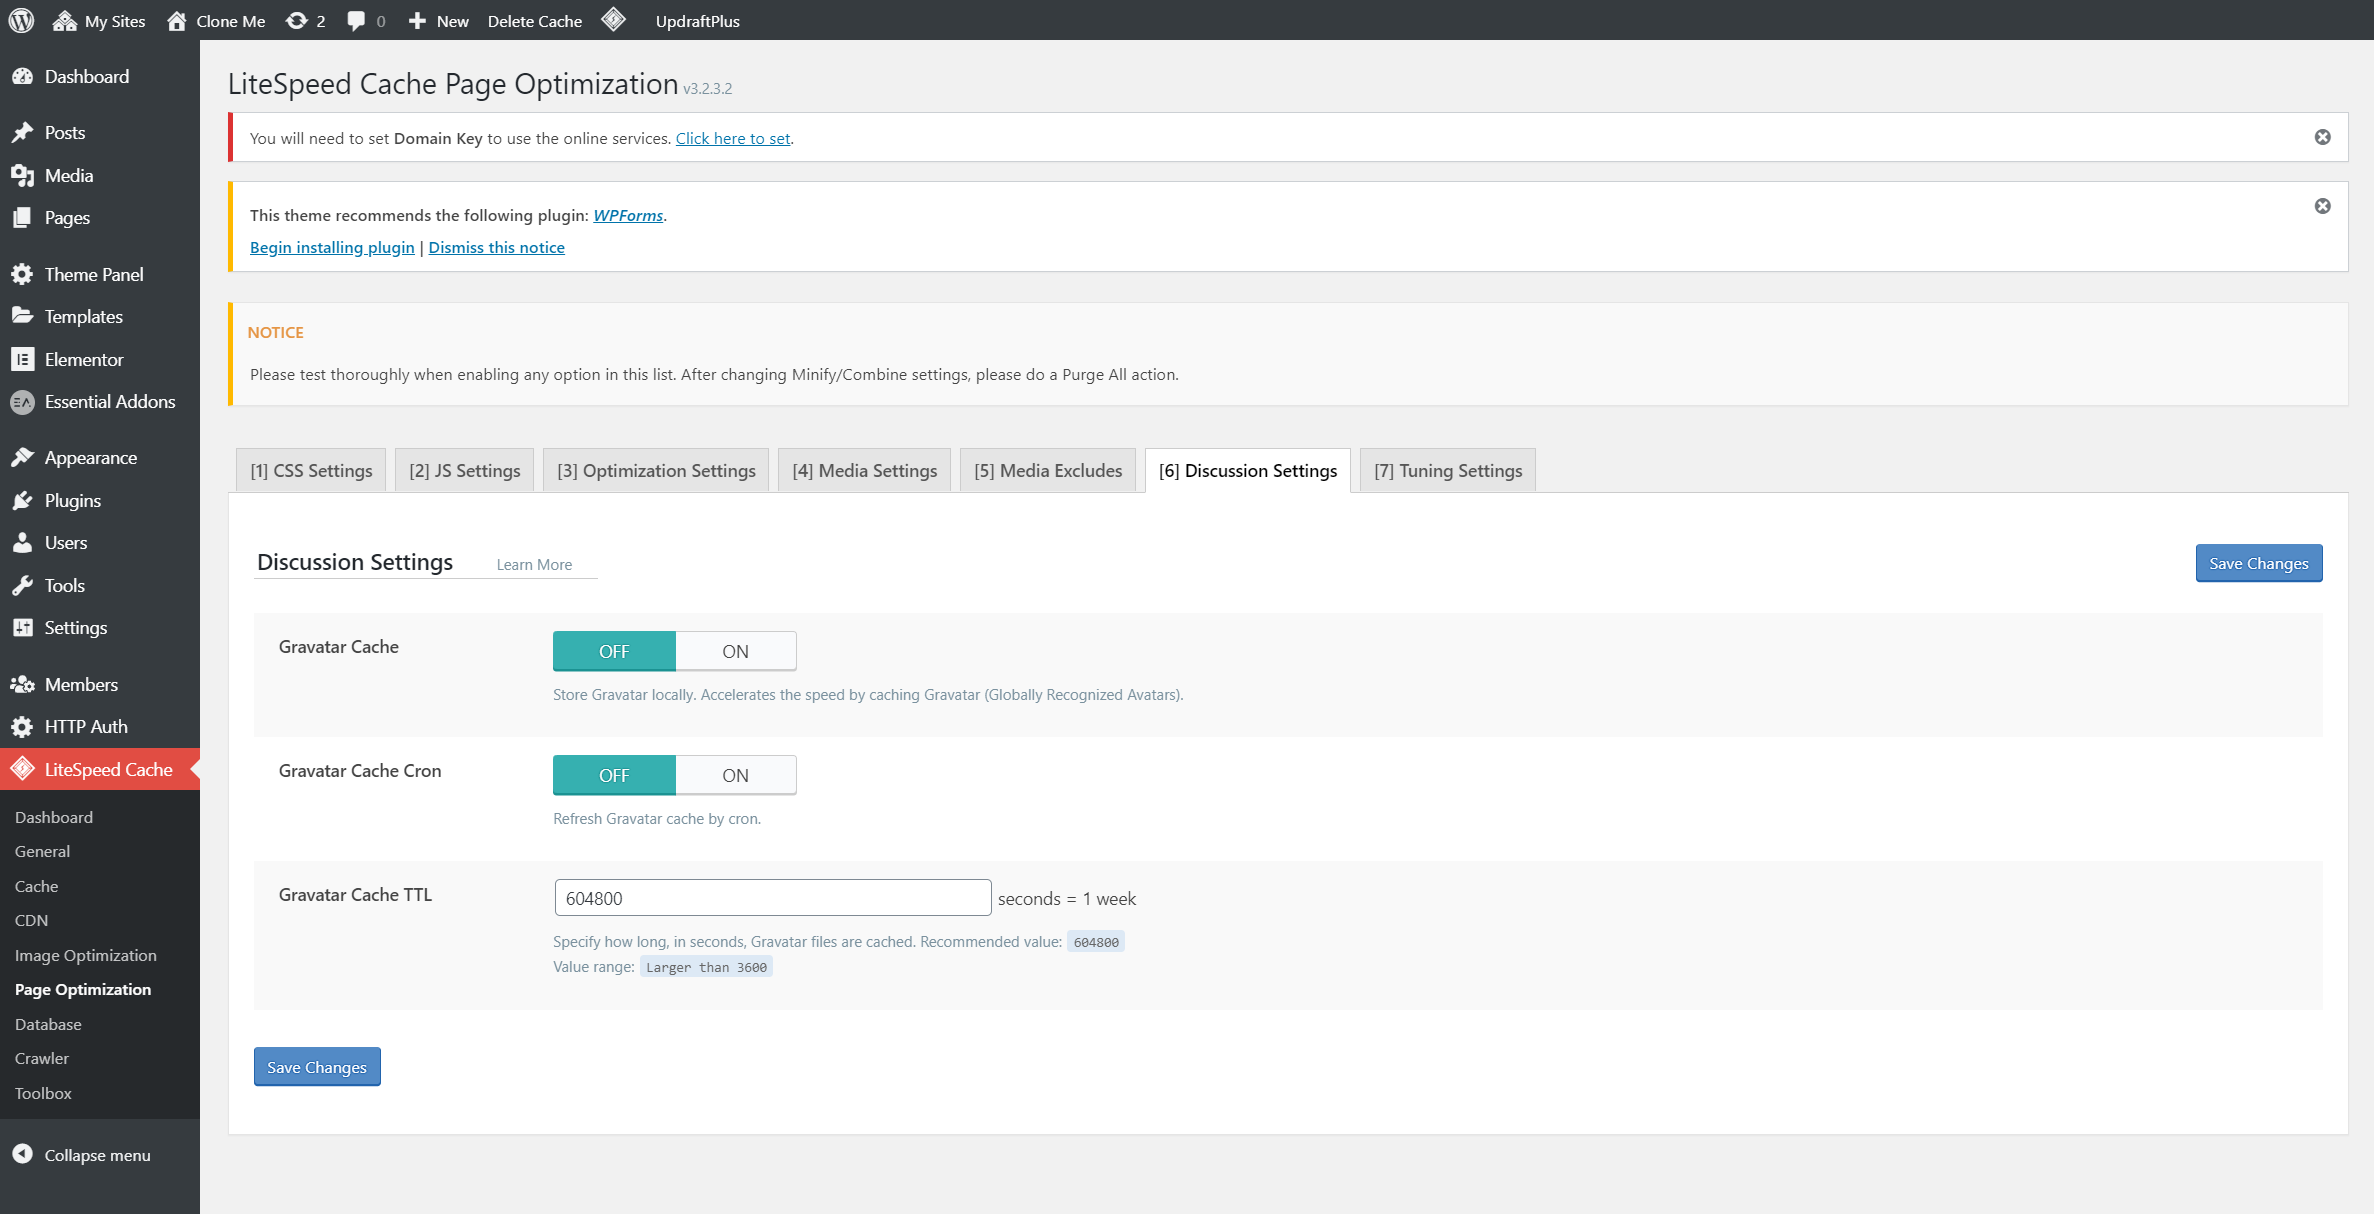 My Sites
Clone Me
2
0
New
Delete Cache
UpdraftPlus
Dashboard
Posts
Media
Pages
Theme Panel
Templates
Elementor
Essential Addons
Appearance
Plugins
Users
Tools
Settings
Members
HTTP Auth
LiteSpeed Cache
Dashboard
General
Cache
CDN
Image Optimization
Page Optimization
Database
Crawler
Toolbox
Collapse menu
LiteSpeed Cache Page Optimization v3.2.3.2
You will need to set Domain Key to use the online services. Click here to set.
This theme recommends the following plugin: WPForms.
Begin installing plugin | Dismiss this notice
NOTICE
Please test thoroughly when enabling any option in this list. After changing Minify/Combine settings, please do a Purge All action.
[1] CSS Settings
[2] JS Settings
[3] Optimization Settings
[4] Media Settings
[5] Media Excludes
[6] Discussion Settings
[7] Tuning Settings
Discussion Settings
Learn More
Save Changes
Gravatar Cache
OFF
ON
Store Gravatar locally. Accelerates the speed by caching Gravatar (Globally Recognized Avatars).
Gravatar Cache Cron
OFF
ON
Refresh Gravatar cache by cron.
Gravatar Cache TTL
604800
seconds = 1 week
Specify how long, in seconds, Gravatar files are cached. Recommended value: 604800
Value range: Larger than 3600
Save Changes